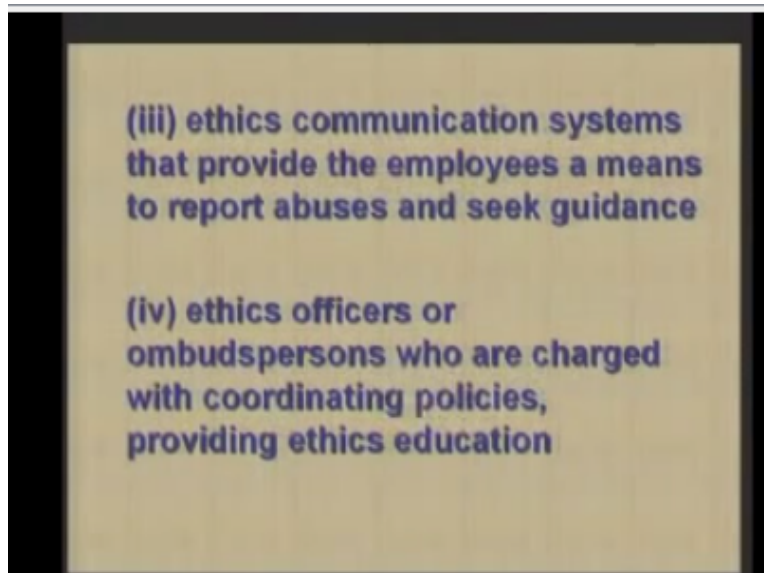 (iii) ethics communication systems
that provide the employees a means
to report abuses and seek guidance
(iv) ethics officers or
ombudspersons who are charged
with coordinating policies,
providing ethics education